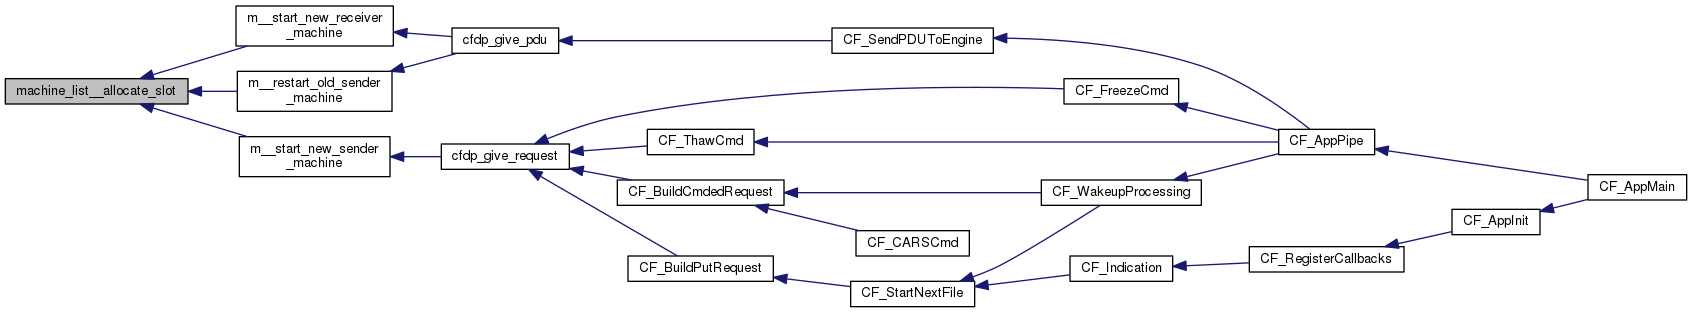 machine_list__allocate_slot
m__start_new_receiver
_machine
m__restart_old_sender
_machine
m__start_new_sender
_machine
cfdp_give_pdu
cfdp_give_request
CF_SendPDUToEngine
CF_FreezeCmd
CF_ThawCmd
CF_BuildCmdedRequest
CF_BuildPutRequest
CF_CARSCmd
CF_StartNextFile
CF_WakeupProcessing
CF_Indication
CF_AppPipe
CF_RegisterCallbacks
CF_AppInit
CF_AppMain